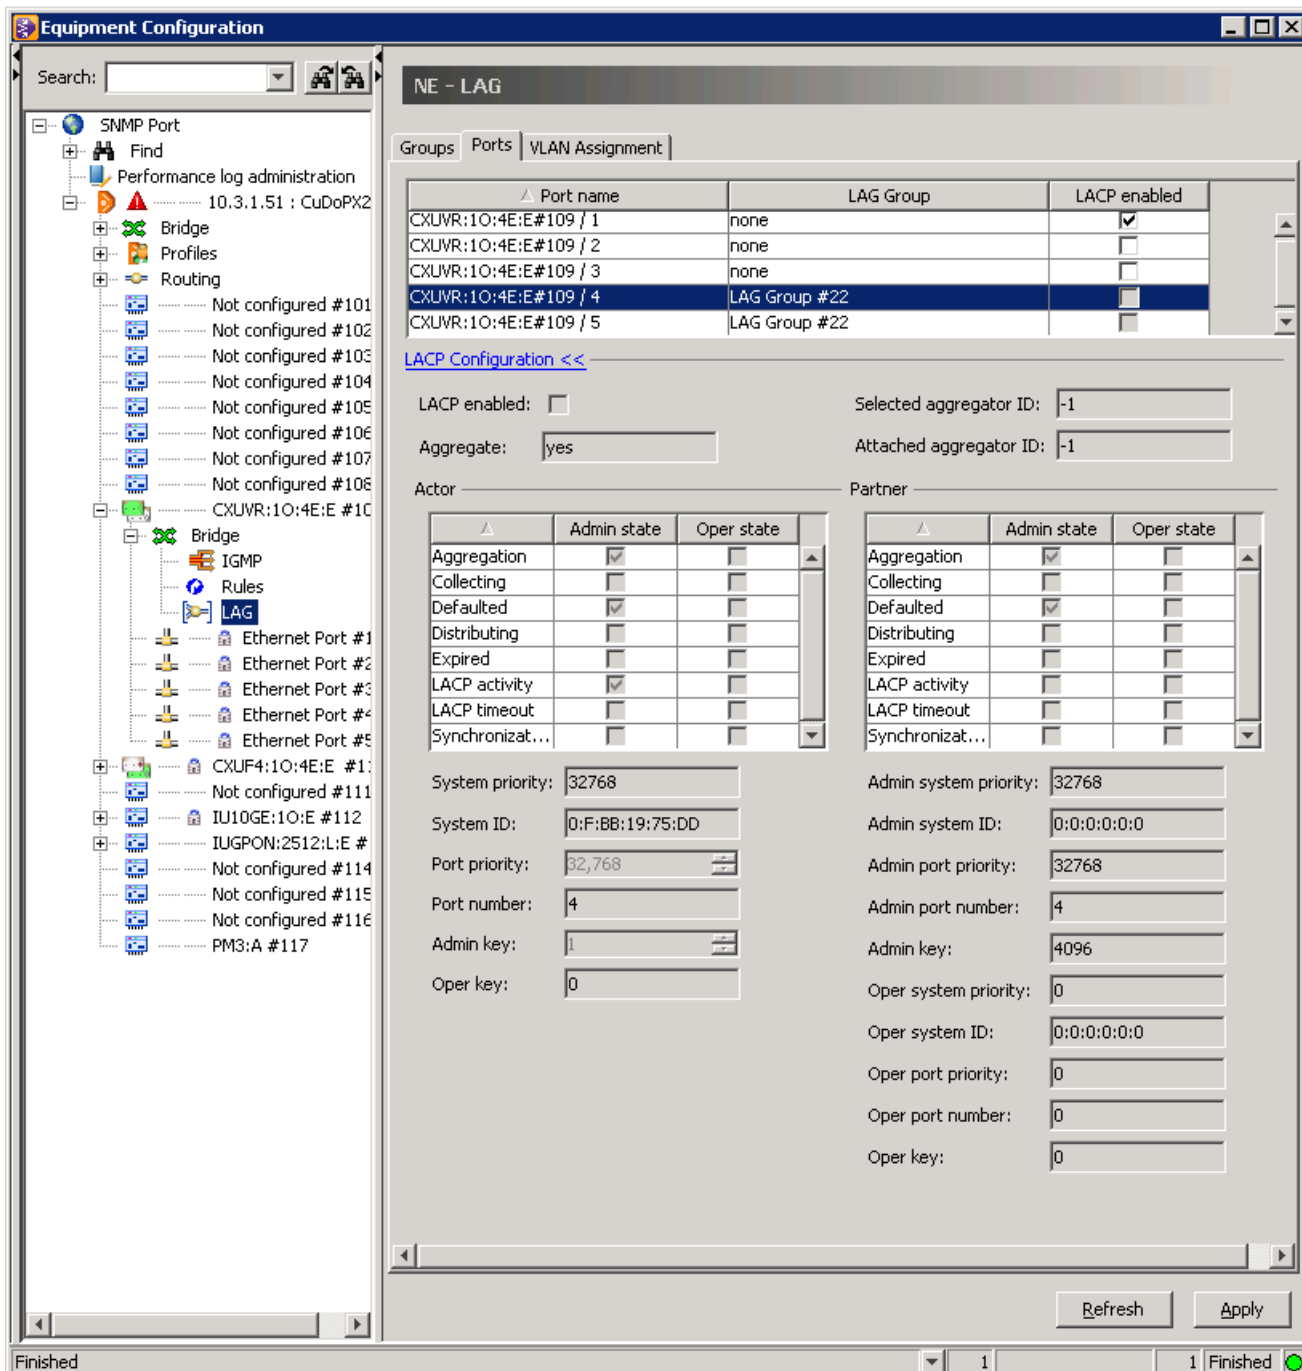 Equipment Configuration
Search:
SNMP Port
Find
Performance log administration
10.3.1.51 : CuDoPX2
Bridge
Profiles
Routing
Not configured #101
Not configured #102
Not configured #103
Not configured #104
Not configured #105
Not configured #106
Not configured #107
Not configured #108
CXUVR:1O:4E:E #10
Bridge
IGMP
Rules
LAG
Ethernet Port #1
Ethernet Port #2
Ethernet Port #3
Ethernet Port #4
Ethernet Port #5
CXUF4:1O:4E:E #11
Not configured #111
IU10GE:1O:E #112
IUGPON:2512:L:E #
Not configured #114
Not configured #115
Not configured #116
PM3:A #117
NE - LAG
Groups Ports VLAN Assignment
Port name LAG Group LACP enabled
CXUVR:1O:4E:E#109 / 1 none
CXUVR:1O:4E:E#109 / 2 none
CXUVR:1O:4E:E#109 / 3 none
CXUVR:1O:4E:E#109 / 4 LAG Group #22
CXUVR:1O:4E:E#109 / 5 LAG Group #22
LACP Configuration <<
LACP enabled: Selected aggregator ID: -1
Aggregate: yes Attached aggregator ID: -1
Actor
Admin state Oper state
Aggregation
Collecting
Defaulted
Distributing
Expired
LACP activity
LACP timeout
Synchronizat...
System priority: 32768
System ID: 0:F:BB:19:75:DD
Port priority: 32,768
Port number: 4
Admin key: 1
Oper key: 0
Partner
Admin state Oper state
Aggregation
Collecting
Defaulted
Distributing
Expired
LACP activity
LACP timeout
Synchronizat...
Admin system priority: 32768
Admin system ID: 0:0:0:0:0:0
Admin port priority: 32768
Admin port number: 4
Admin key: 4096
Oper system priority: 0
Oper system ID: 0:0:0:0:0:0
Oper port priority: 0
Oper port number: 0
Oper key: 0
Refresh Apply
Finished 1 1 Finished